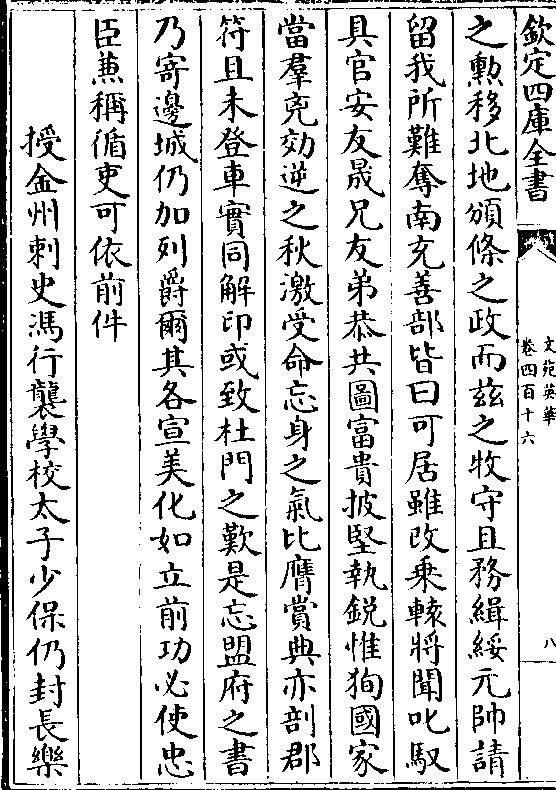 欽定四庫全書
文苑英華
卷四百十六
八
之勲移北地頒條之政而兹之牧守且務緝綏元帥請
留我所難奪南充善部皆曰可居雖改乗轅將聞叱馭
具官安友晟兄友弟恭共圖富貴披堅執鋭惟狥國家
當羣兇効逆之秋激受命忘身之氣比膺賞典亦剖郡
符且未登車實同解印或致杜門之歎是忘盟府之書
乃寄邊城仍加列爵爾其各宣美化如立前功必使忠
臣兼稱循吏可依前件
授金州刺史馮行襲學校太子少保仍封長樂